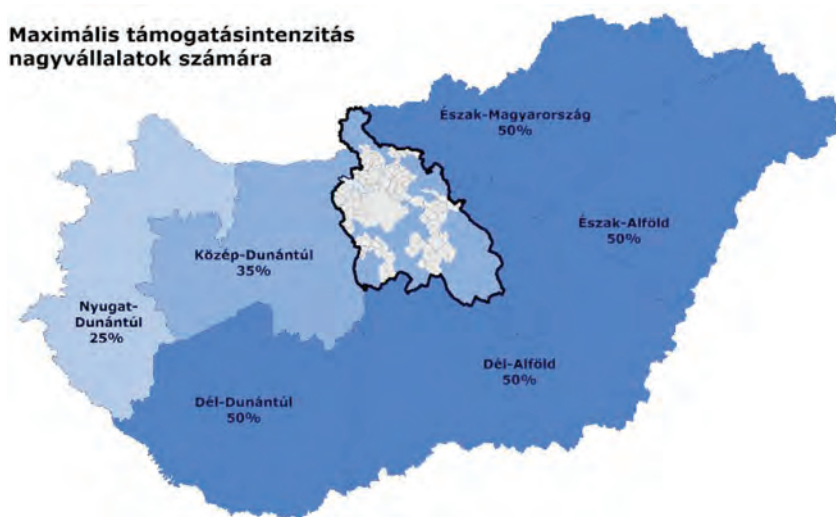 Maximális támogatásintenzitás
nagyvállalatok számára
Észak-Magyarország
50%
Észak-Alföld
50%
Közép-Dunántúl
35%
Nyugat-
Dunántúl
25%
Dél-Alföld
50%
Dél-Dunántúl
50%